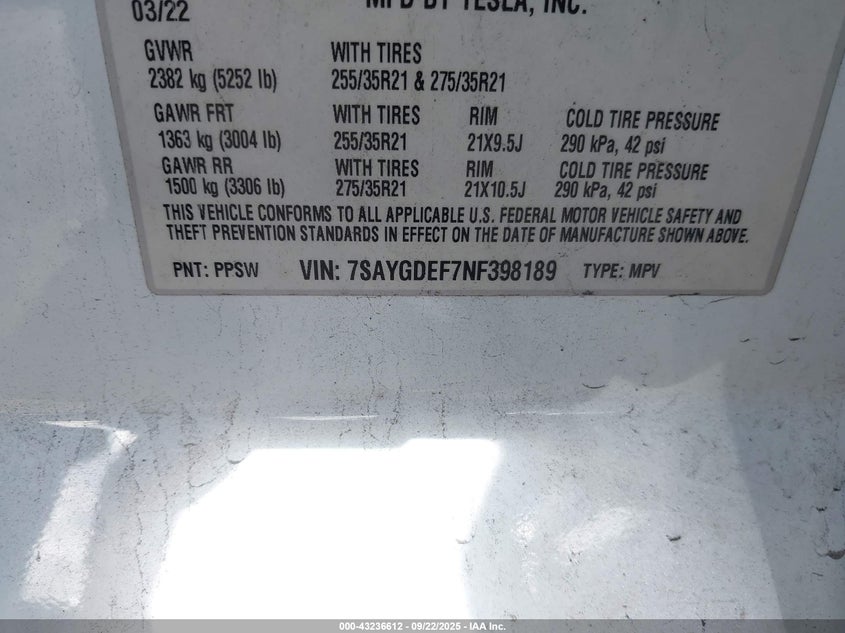 03/22 MFD BY TESLA, INC.
GVWR WITH TIRES
2382 kg (5252 lb) 255/35R21 & 275/35R21
GAWR FRT WITH TIRES RIM COLD TIRE PRESSURE
1363 kg (3004 lb) 255/35R21 21X9.5J 290 kPa, 42 psi
GAWR RR WITH TIRES RIM COLD TIRE PRESSURE
1500 kg (3306 lb) 275/35R21 21X10.5J 290 kPa, 42 psi
THIS VEHICLE CONFORMS TO ALL APPLICABLE U.S. FEDERAL MOTOR VEHICLE SAFETY AND
THEFT PREVENTION STANDARDS IN EFFECT ON THE DATE OF MANUFACTURE SHOWN ABOVE.
PNT: PPSW VIN: 7SAYGDEF7NF398189 TYPE: MPV
000-43236612 - 09/22/2025 - IAA Inc.